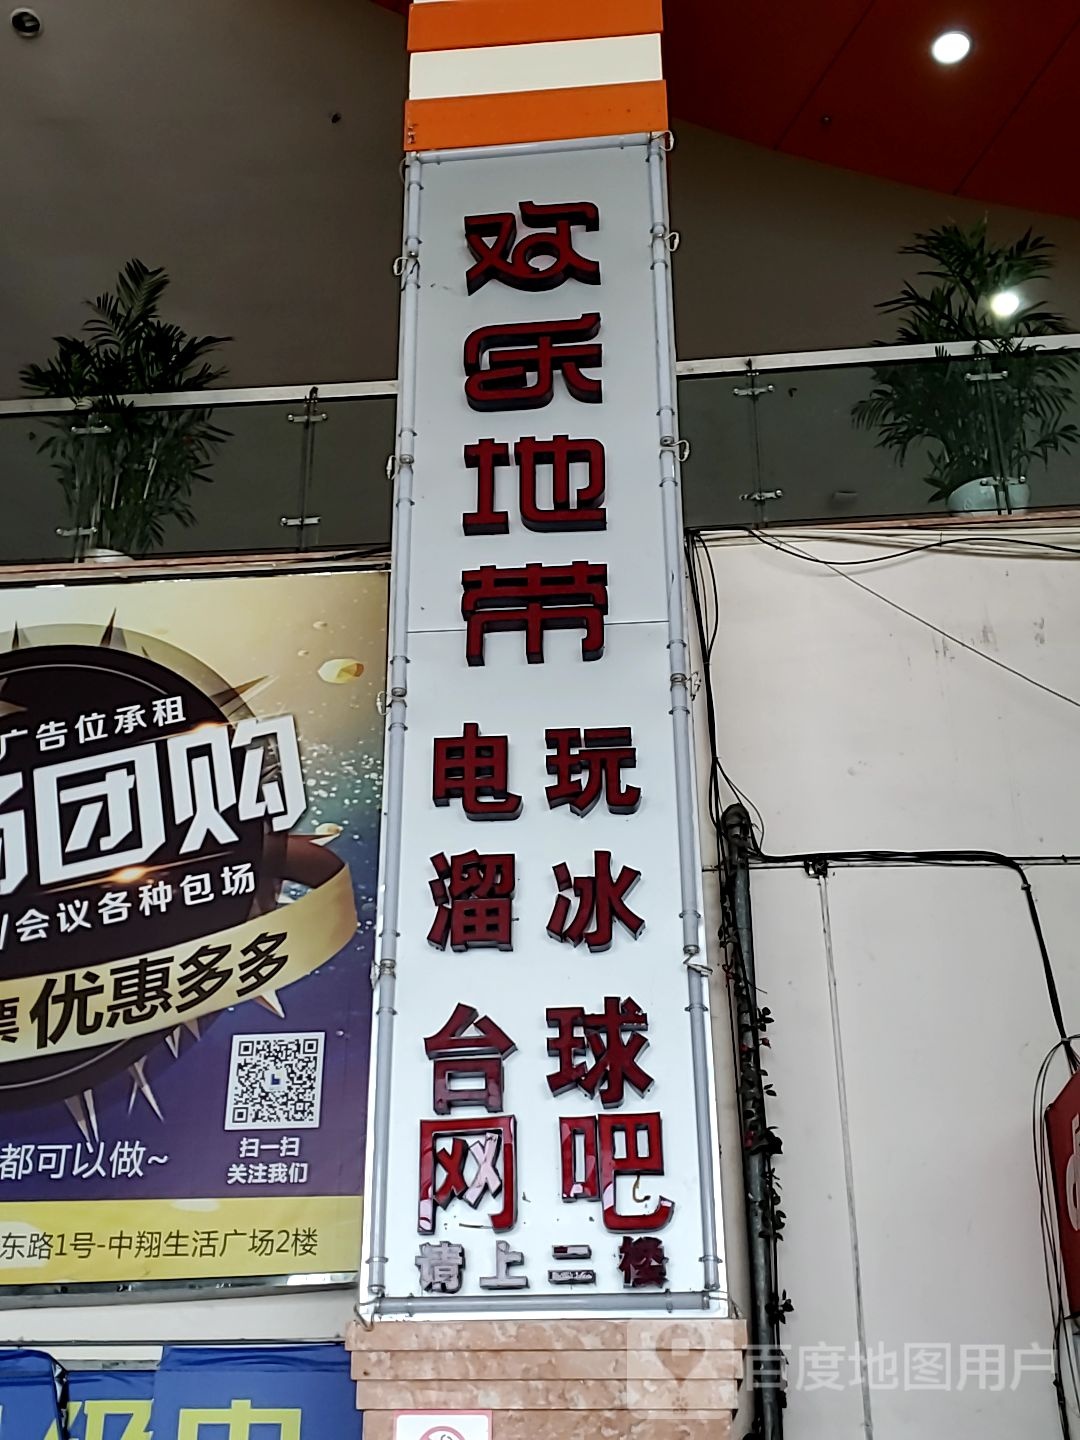 欢乐地带
电玩
溜冰
台球
网吧
请上二楼
广告位承租
团购
会议各种包场
票优惠多多
扫一扫
关注我们
都可以做~
东路1号-中翔生活广场2楼
百度地图用户